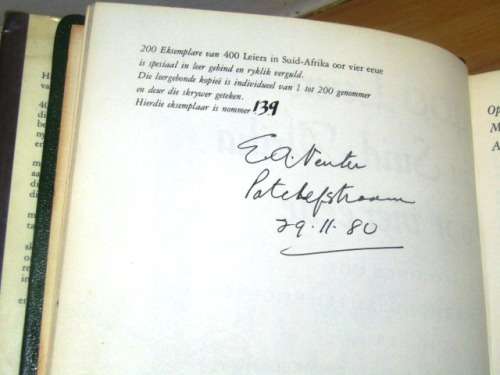 200 Eksemplare van 400 Leiers in Suid-Afrika oor vier eeue
is spesiaal in leer gebind en ryklik verguld.
Die leergebonde kopieë is individueel van 1 tot 200 genommer
en deur die skrywer geteken.
Hierdie eksemplaar is nommer 139
E A Venter
Potchefstroom
29.11.80
Op
M
A